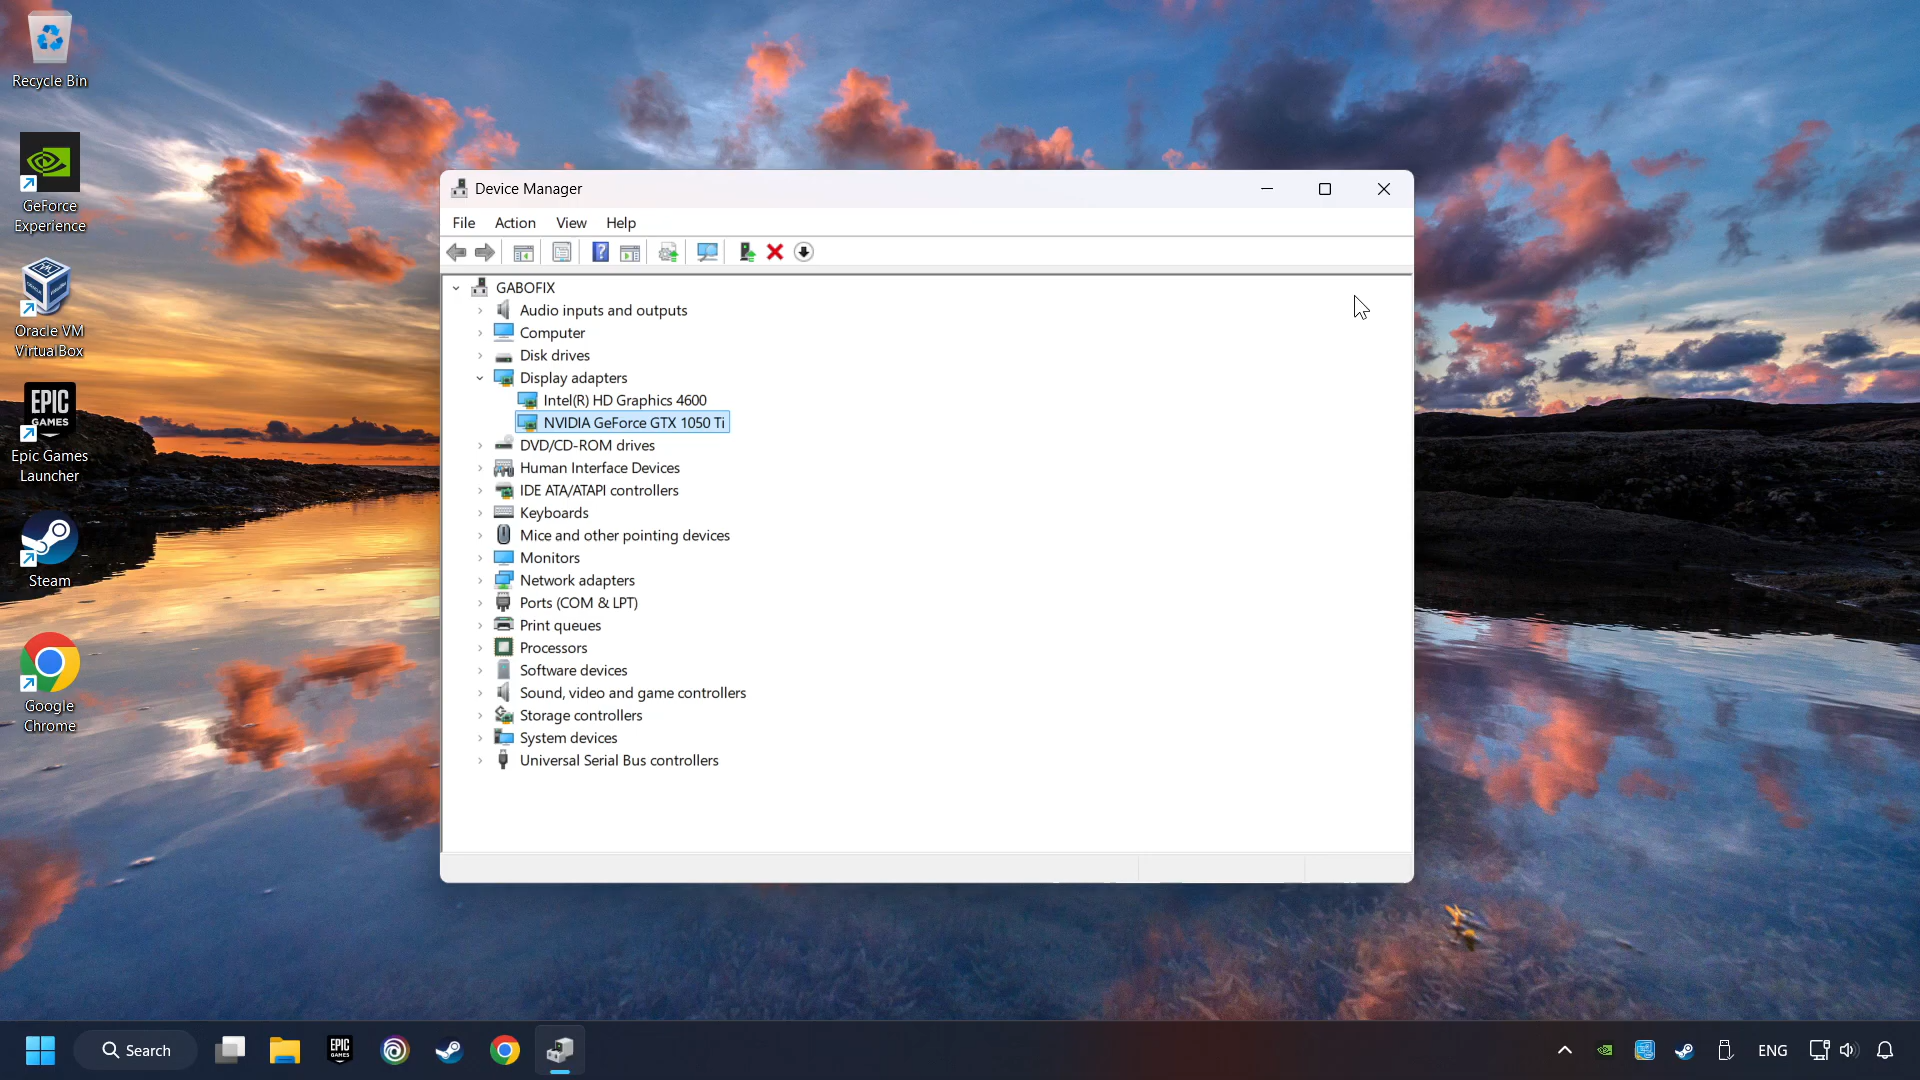 Recycle Bin
GeForce
Experience
Oracle VM
VirtualBox
EPIC
GAMES
Epic Games
Launcher
Steam
Google
Chrome
Device Manager
File Action View Help
GABOFIX
Audio inputs and outputs
Computer
Disk drives
Display adapters
Intel(R) HD Graphics 4600
NVIDIA GeForce GTX 1050 Ti
DVD/CD-ROM drives
Human Interface Devices
IDE ATA/ATAPI controllers
Keyboards
Mice and other pointing devices
Monitors
Network adapters
Ports (COM & LPT)
Print queues
Processors
Software devices
Sound, video and game controllers
Storage controllers
System devices
Universal Serial Bus controllers
Search
EPIC
GAMES
ENG